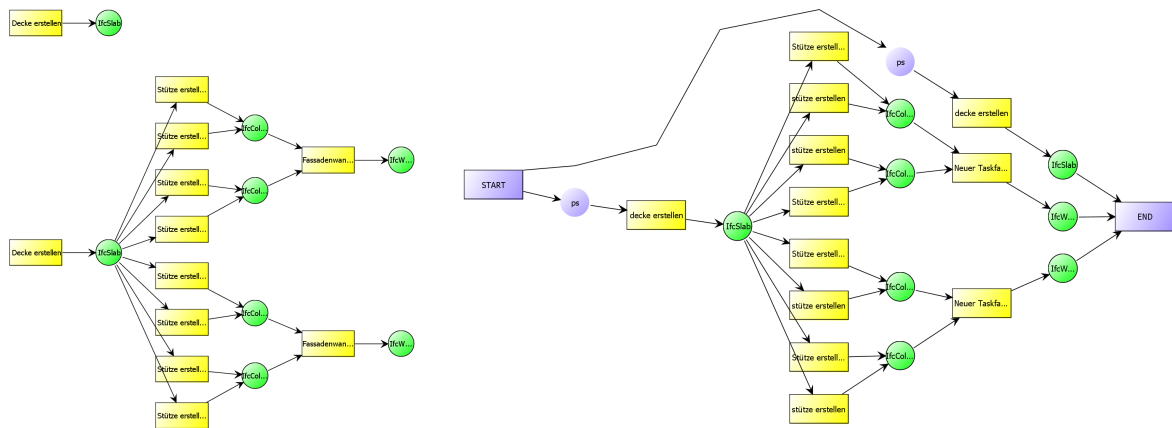 Decke erstellen
IfcSlab
Stütze erstell...
Stütze erstell...
IfcCol...
Fassadenwan...
IfcW...
Stütze erstell...
IfcCol...
Stütze erstell...
Decke erstellen
IfcSlab
Stütze erstell...
Stütze erstell...
IfcCol...
Fassadenwan...
IfcW...
Stütze erstell...
IfcCol...
Stütze erstell...
START
ps
decke erstellen
IfcSlab
Stütze erstell...
ps
stütze erstellen
IfcCol...
decke erstellen
stütze erstellen
IfcCol...
Neuer Taskfa...
IfcSlab
Stütze erstell...
IfcW...
END
Stütze erstell...
IfcCol...
IfcW...
stütze erstellen
Neuer Taskfa...
Stütze erstell...
IfcCol...
stütze erstellen